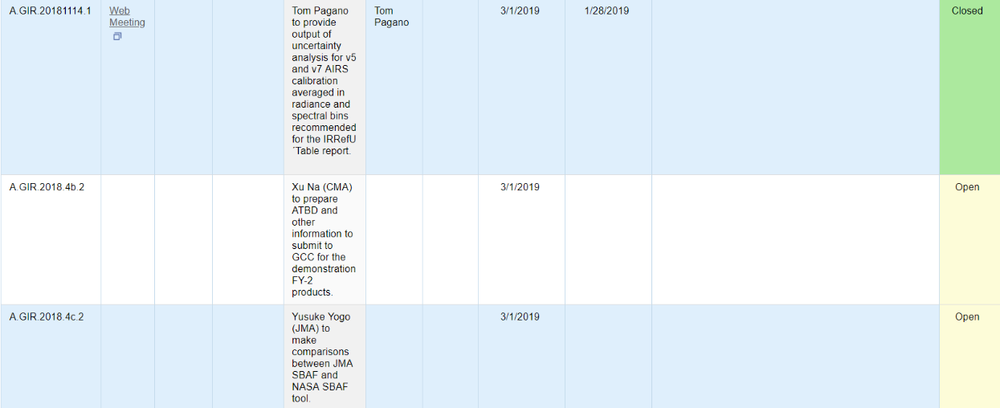 A.GIR.20181114.1
Web
Meeting
Tom Pagano
to provide
output of
uncertainty
analysis for v5
and v7 AIRS
calibration
averaged in
radiance and
spectral bins
recommended
for the IRRefU
´Table report.
Tom
Pagano
3/1/2019
1/28/2019
Closed
A.GIR.2018.4b.2
Xu Na (CMA)
to prepare
ATBD and
other
information to
submit to
GCC for the
demonstration
FY-2
products.
3/1/2019
Open
A.GIR.2018.4c.2
Yusuke Yogo
(JMA) to
make
comparisons
between JMA
SBAF and
NASA SBAF
tool.
3/1/2019
Open